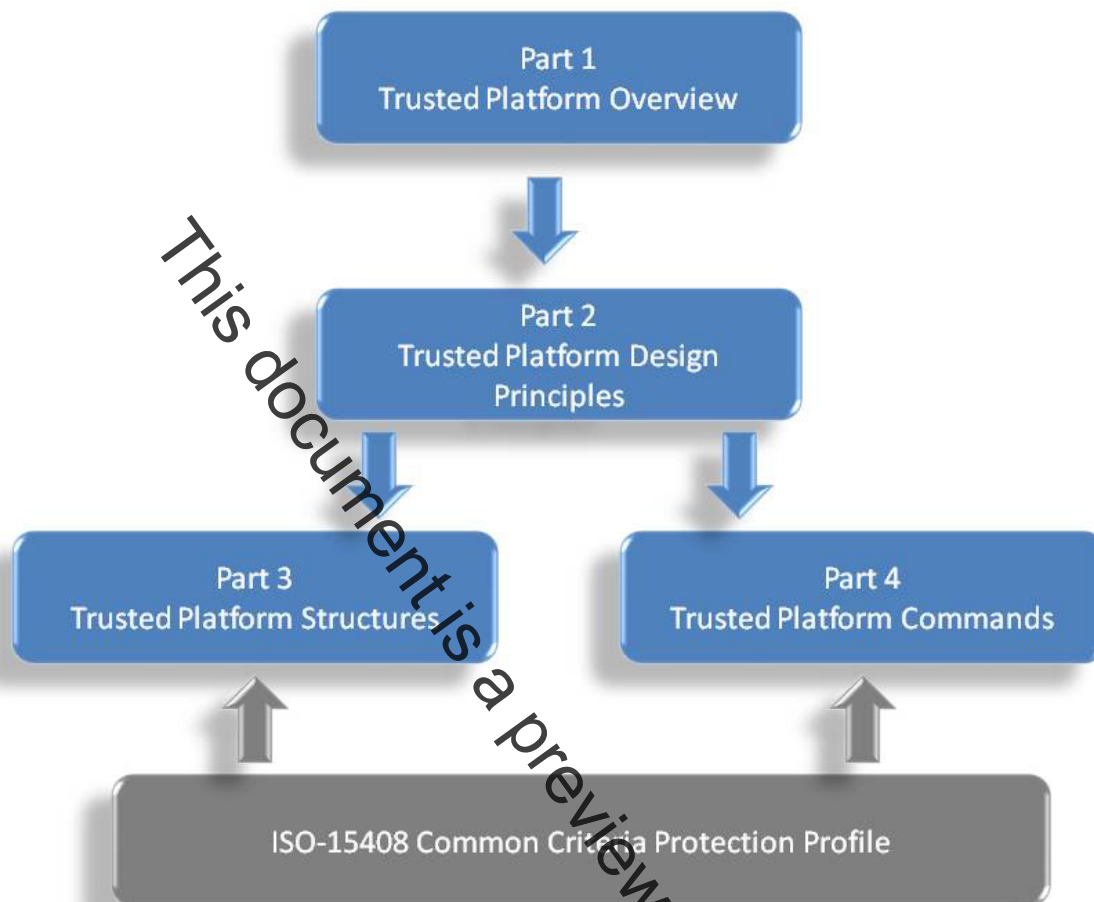 Part 1
Trusted Platform Overview
Part 2
Trusted Platform Design
Principles
Part 3
Trusted Platform Structures
Part 4
Trusted Platform Commands
ISO-15408 Common Criteria Protection Profile
This document is a preview